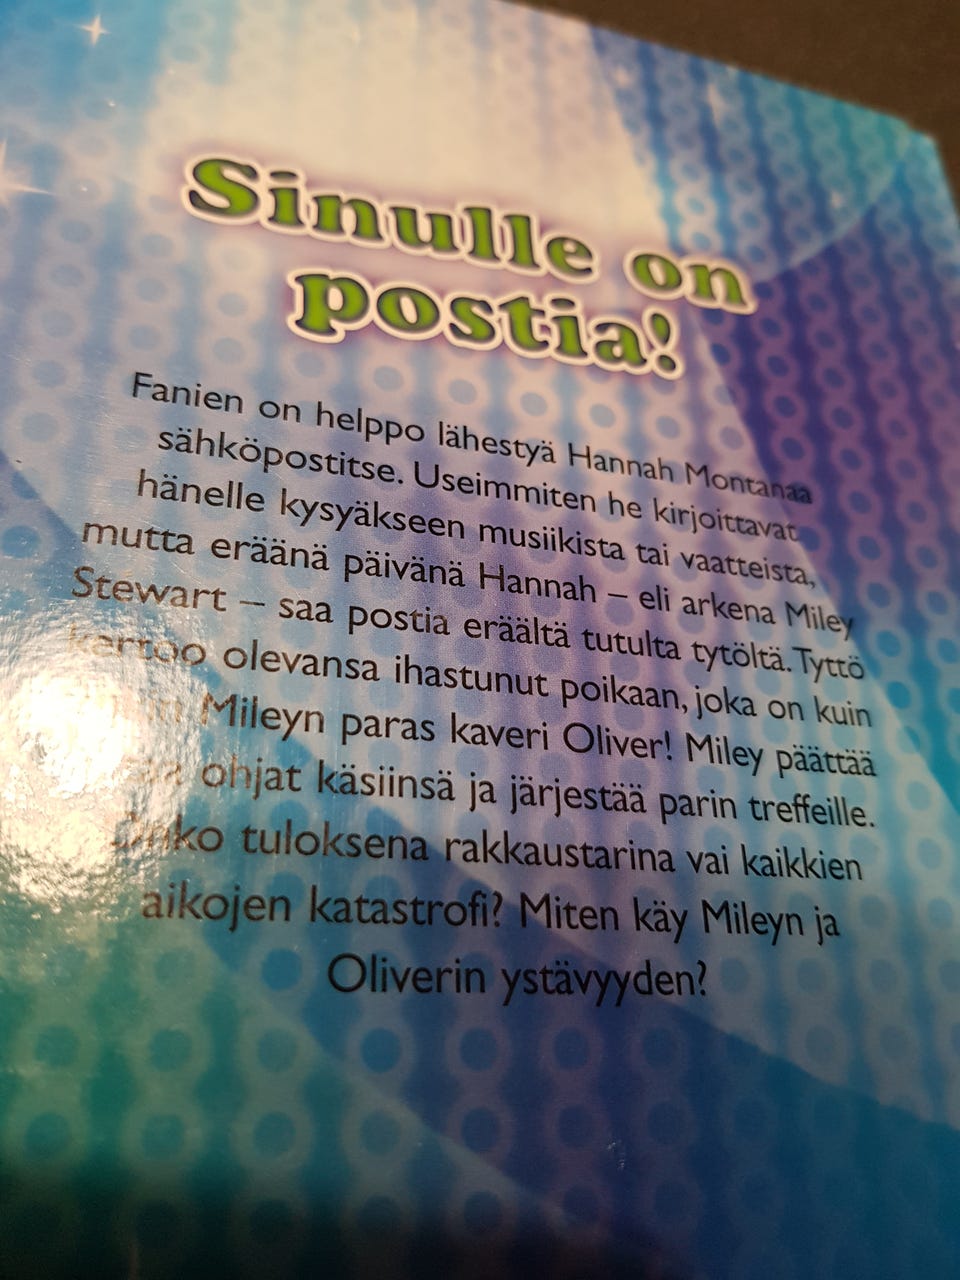 Sinulle on
postia!
Fanien on helppo lähestyä Hannah Montanaa
sähköpostitse. Useimmiten he kirjoittavat
hänelle kysyäkseen musiikista tai vaatteista,
mutta eräänä päivänä Hannah – eli arkena Miley
Stewart – saa postia eräältä tutulta tytöltä. Tyttö
kertoo olevansa ihastunut poikaan, joka on kuin
Mileyn paras kaveri Oliver! Miley päättää
ohjat käsiinsä ja järjestää parin treffeille.
Onko tuloksena rakkaustarina vai kaikkien
aikojen katastrofi? Miten käy Mileyn ja
Oliverin ystävyyden?